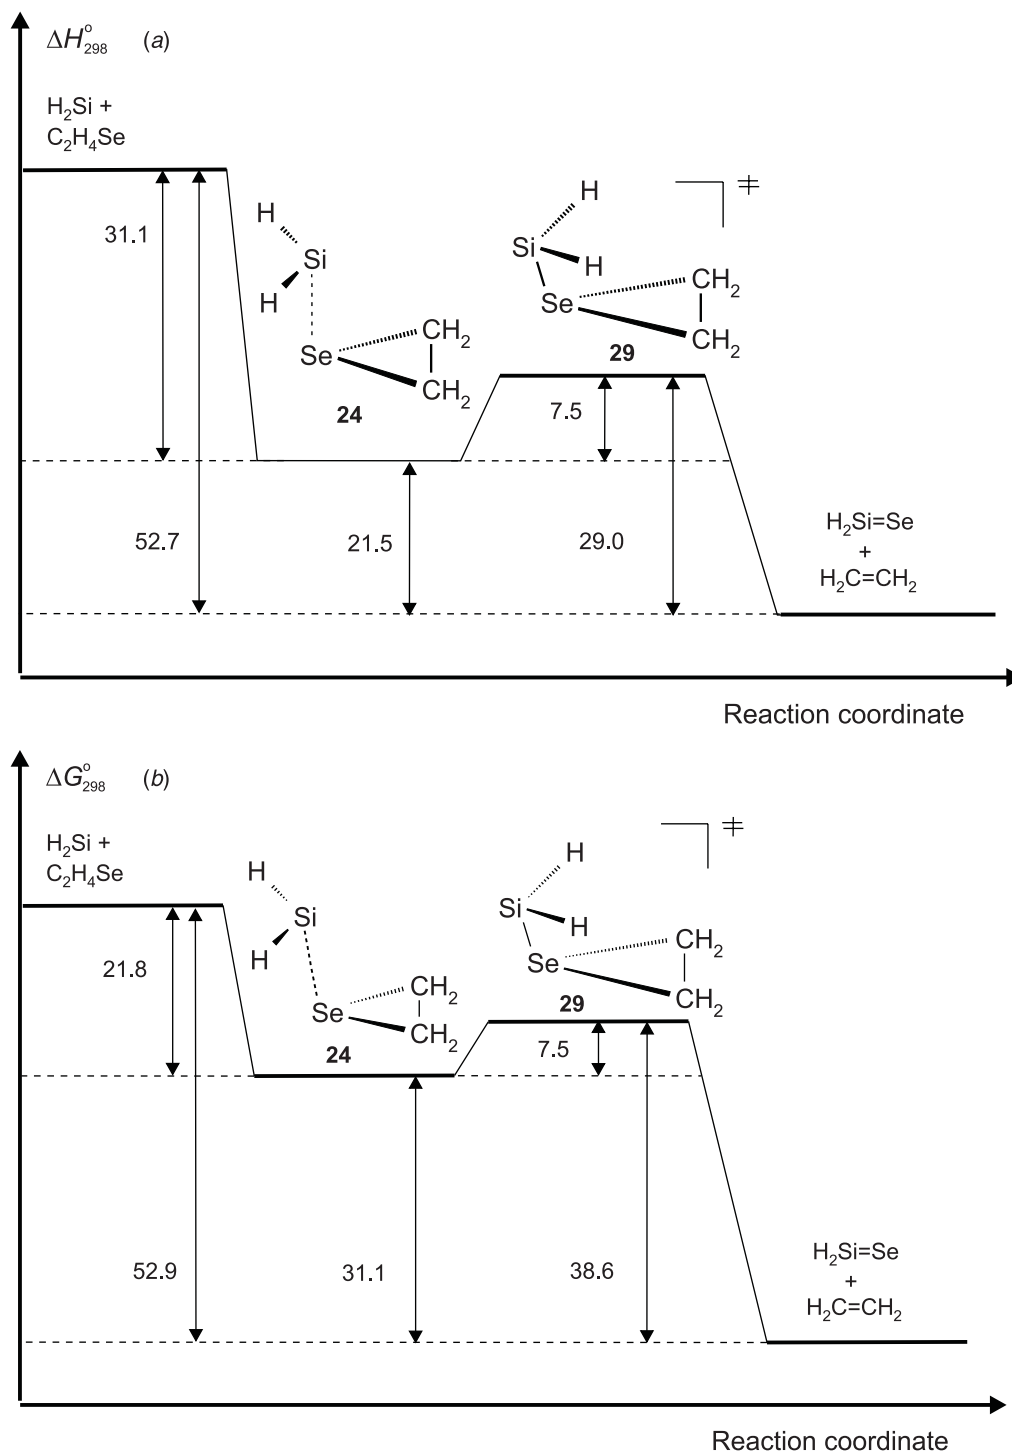 ΔH°298 (a)
H2Si +
C2H4Se
31.1
H
Si
H
Se
CH2
CH2
24
H
Si
H
Se
CH2
CH2
‡
29
7.5
52.7
21.5
29.0
H2Si=Se
+
H2C=CH2
Reaction coordinate
ΔG°298 (b)
H2Si +
C2H4Se
21.8
H
Si
H
Se
CH2
CH2
24
H
Si
H
Se
CH2
CH2
‡
29
7.5
52.9
31.1
38.6
H2Si=Se
+
H2C=CH2
Reaction coordinate